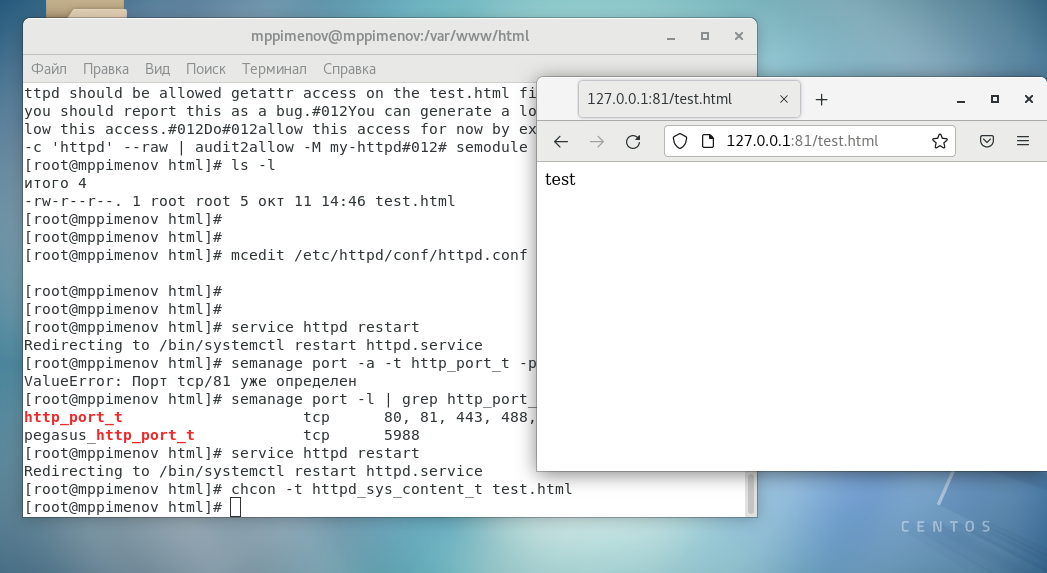 mppimenov@mppimenov:/var/www/html
Файл Правка Вид Поиск Терминал Справка
ttpd should be allowed getattr access on the test.html fi
you should report this as a bug.#012You can generate a lo
low this access.#012Do#012allow this access for now by ex
-c 'httpd' --raw | audit2allow -M my-httpd#012# semodule
[root@mppimenov html]# ls -l
итого 4
-rw-r--r--. 1 root root 5 окт 11 14:46 test.html
[root@mppimenov html]#
[root@mppimenov html]#
[root@mppimenov html]# mcedit /etc/httpd/conf/httpd.conf
[root@mppimenov html]#
[root@mppimenov html]#
[root@mppimenov html]# service httpd restart
Redirecting to /bin/systemctl restart httpd.service
[root@mppimenov html]# semanage port -a -t http_port_t -p
ValueError: Порт tcp/81 уже определен
[root@mppimenov html]# semanage port -l | grep http_port_
http_port_t tcp 80, 81, 443, 488,
pegasus_http_port_t tcp 5988
[root@mppimenov html]# service httpd restart
Redirecting to /bin/systemctl restart httpd.service
[root@mppimenov html]# chcon -t httpd_sys_content_t test.html
[root@mppimenov html]#
127.0.0.1:81/test.html
127.0.0.1:81/test.html
test
CENTOS